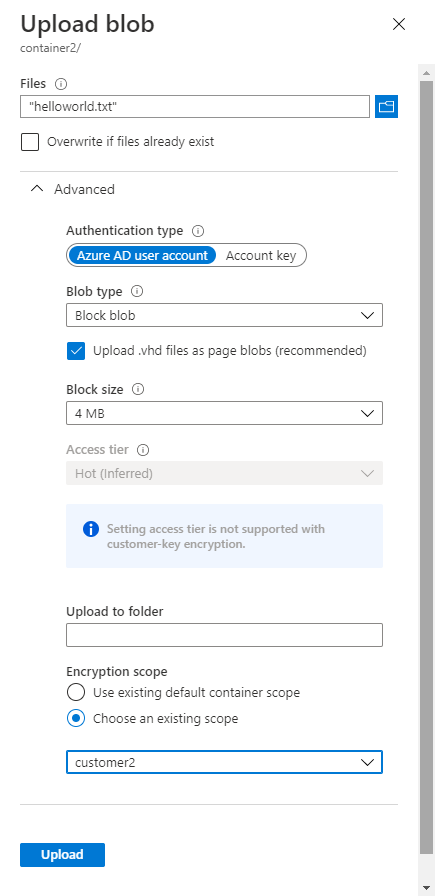 Upload blob
container2/
Files
"helloworld.txt"
Overwrite if files already exist
Advanced
Authentication type
Azure AD user account Account key
Blob type
Block blob
Upload .vhd files as page blobs (recommended)
Block size
4 MB
Access tier
Hot (Inferred)
Setting access tier is not supported with
customer-key encryption.
Upload to folder
Encryption scope
Use existing default container scope
Choose an existing scope
customer2
Upload